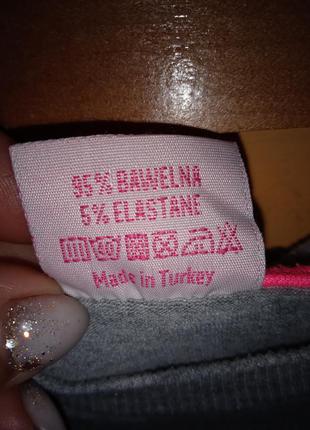 95% BAWELNA
5% ELASTANE
Made in Turkey